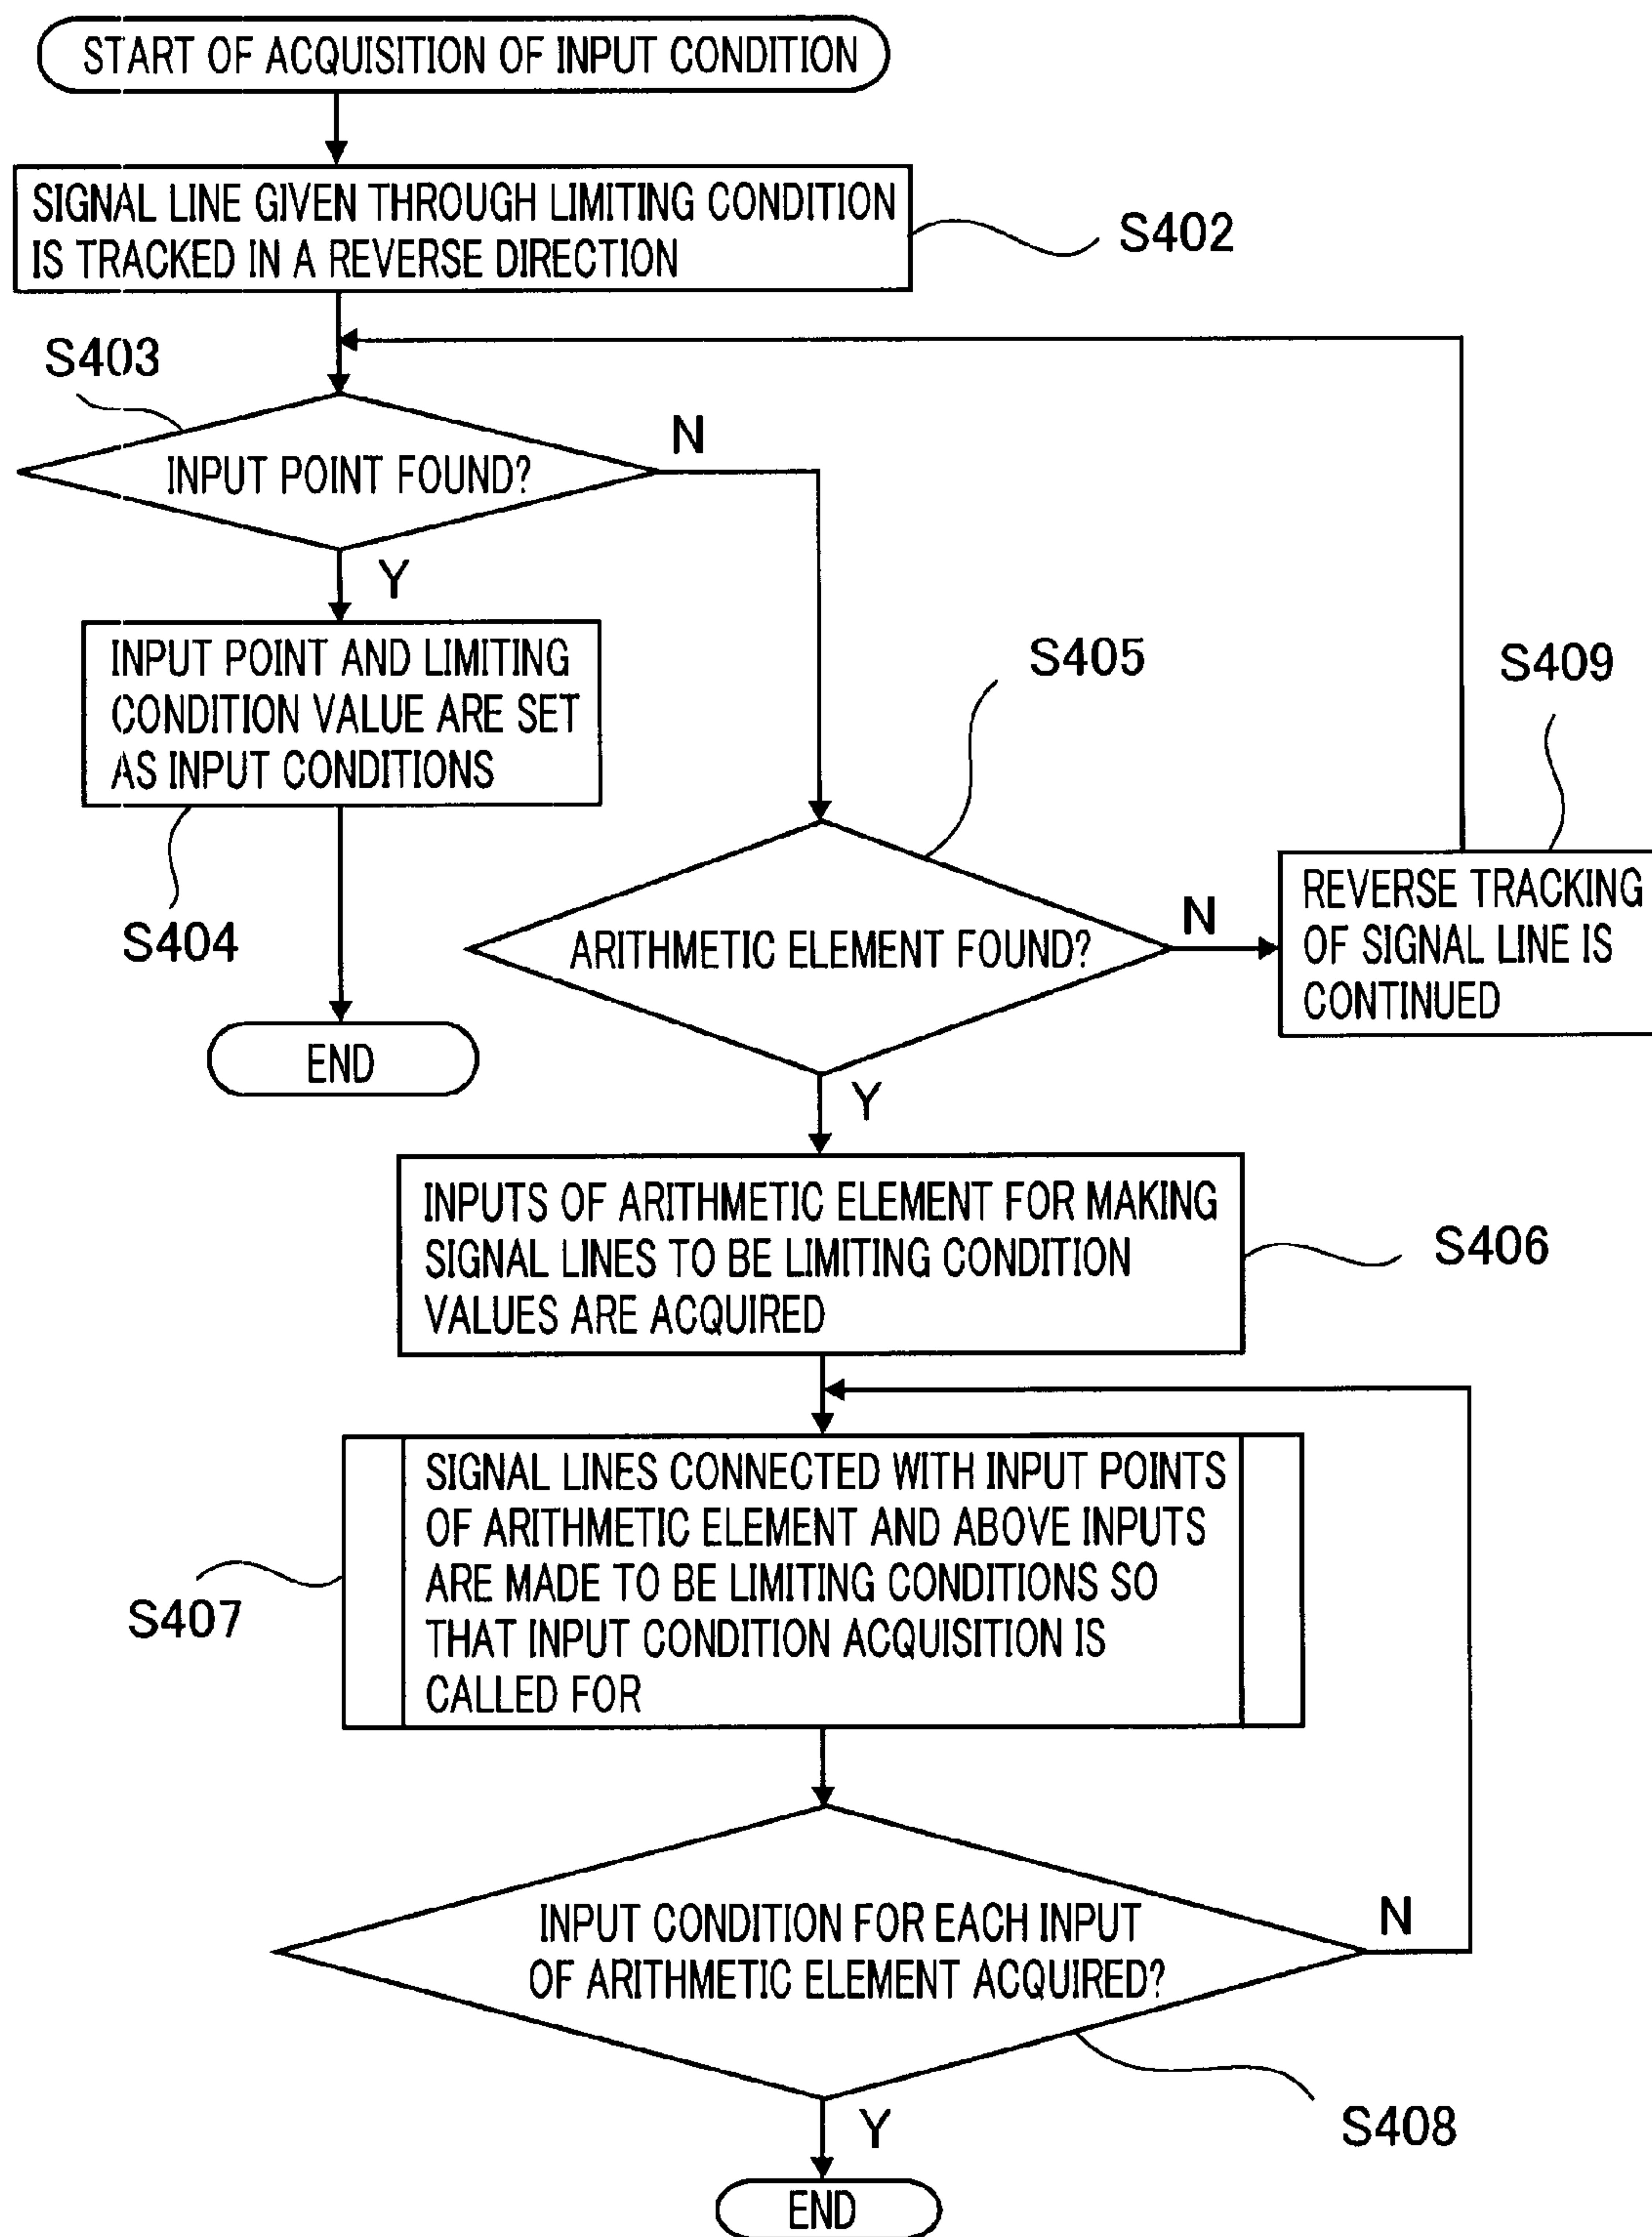 START OF ACQUISITION OF INPUT CONDITION
SIGNAL LINE GIVEN THROUGH LIMITING CONDITION
IS TRACKED IN A REVERSE DIRECTION
S402
S403
INPUT POINT FOUND?
N
Y
INPUT POINT AND LIMITING
CONDITION VALUE ARE SET
AS INPUT CONDITIONS
S404
END
S405
ARITHMETIC ELEMENT FOUND?
N
S409
REVERSE TRACKING
OF SIGNAL LINE IS
CONTINUED
Y
INPUTS OF ARITHMETIC ELEMENT FOR MAKING
SIGNAL LINES TO BE LIMITING CONDITION
VALUES ARE ACQUIRED
S406
SIGNAL LINES CONNECTED WITH INPUT POINTS
OF ARITHMETIC ELEMENT AND ABOVE INPUTS
ARE MADE TO BE LIMITING CONDITIONS SO
THAT INPUT CONDITION ACQUISITION IS
CALLED FOR
S407
INPUT CONDITION FOR EACH INPUT
OF ARITHMETIC ELEMENT ACQUIRED?
N
S408
Y
END